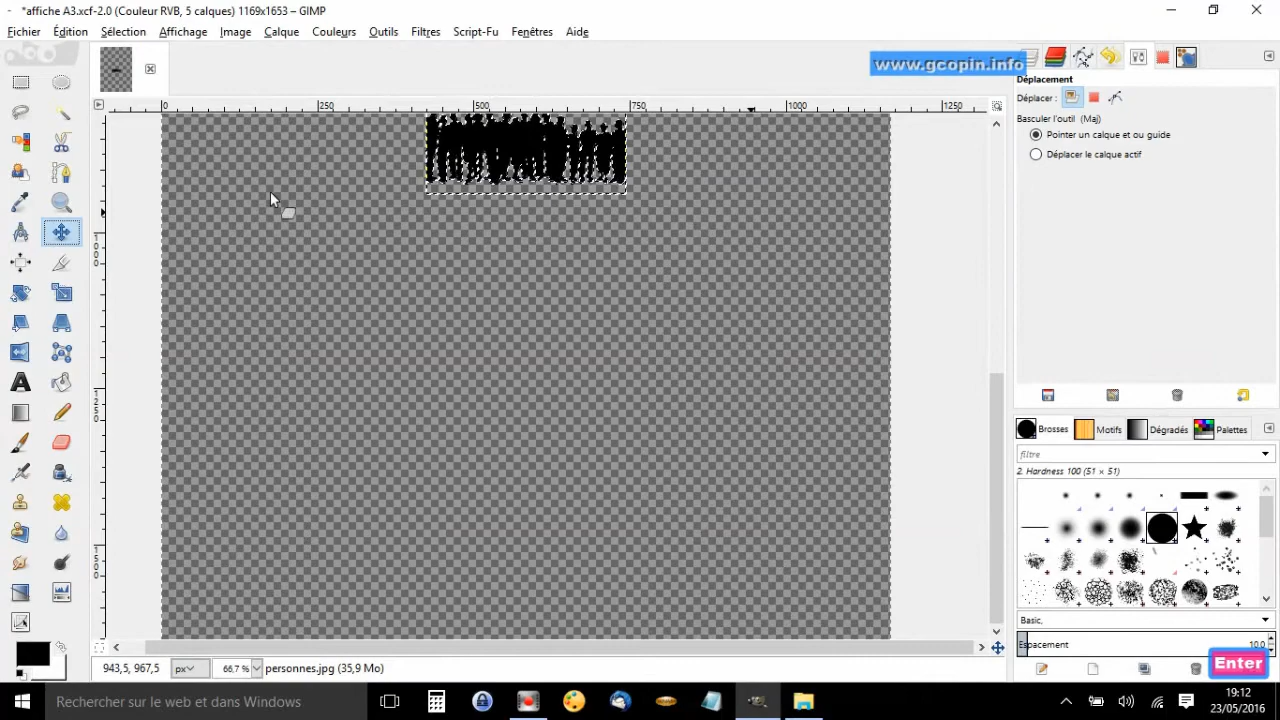 *affiche A3.xcf-2.0 (Couleur RVB, 5 calques) 1169x1653 – GIMP
Fichier Édition Sélection Affichage Image Calque Couleurs Outils Filtres Script-Fu Fenêtres Aide
www.gcopin.info
Déplacement
Déplacer :
Basculer l'outil (Maj)
Pointer un calque et ou guide
Déplacer le calque actif
0 250 500 750 1000 1250
1000
1250
1500
A
Brosses Motifs Dégradés Palettes
filtre
2. Hardness 100 (51 × 51)
Basic,
Espacement 10,0
Enter
943,5, 967,5 px 66,7 % personnes.jpg (35,9 Mo)
Rechercher sur le web et dans Windows
19:12
23/05/2016